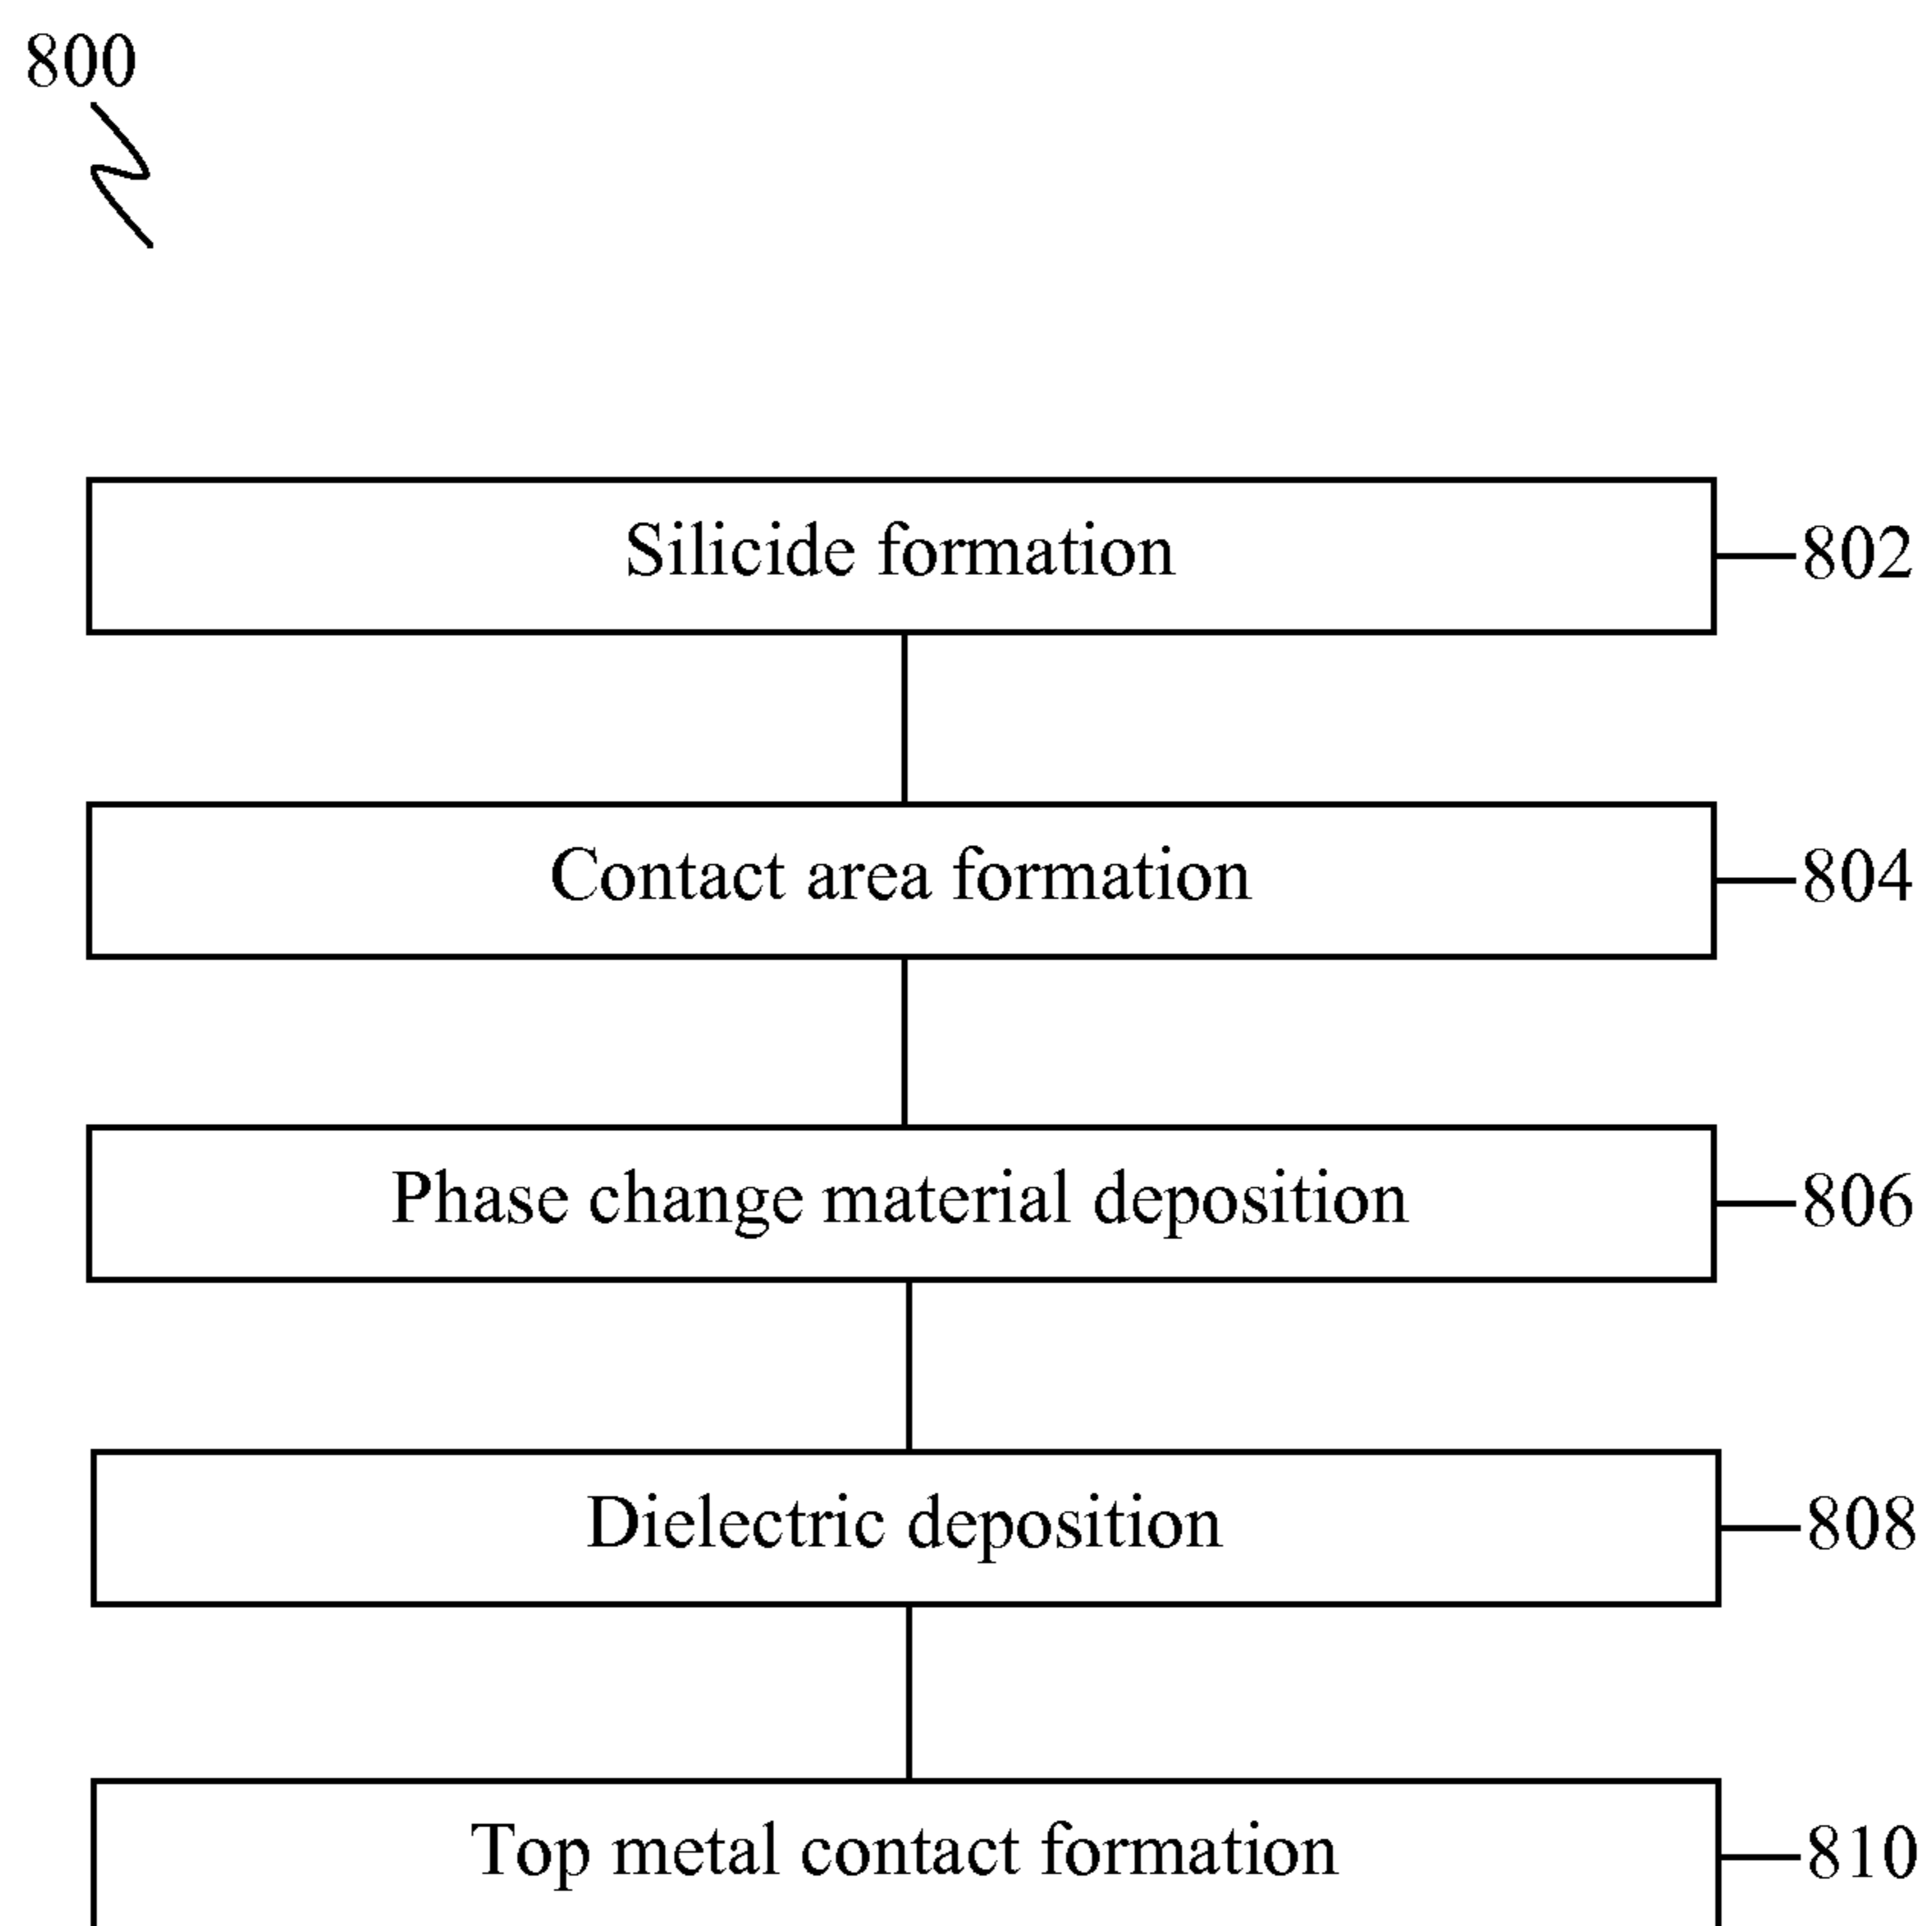 800
Silicide formation
802
Contact area formation
804
Phase change material deposition
806
Dielectric deposition
808
Top metal contact formation
810